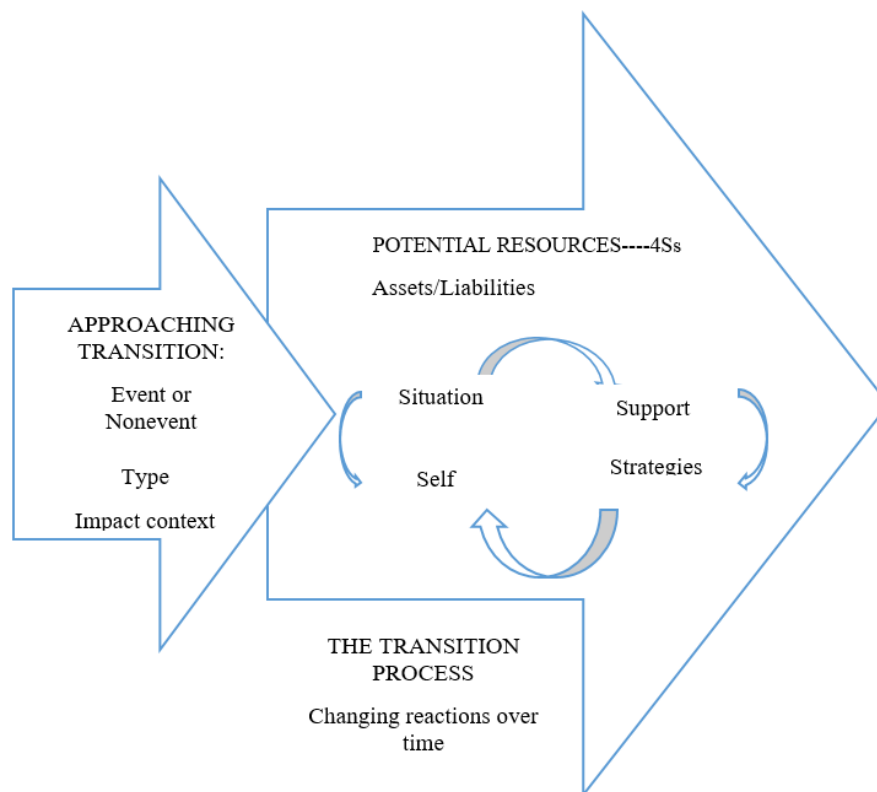 POTENTIAL RESOURCES----4Ss
Assets/Liabilities
APPROACHING
TRANSITION:
Event or
Nonevent
Type
Impact context
Situation
Support
Self
Strategies
THE TRANSITION
PROCESS
Changing reactions over
time